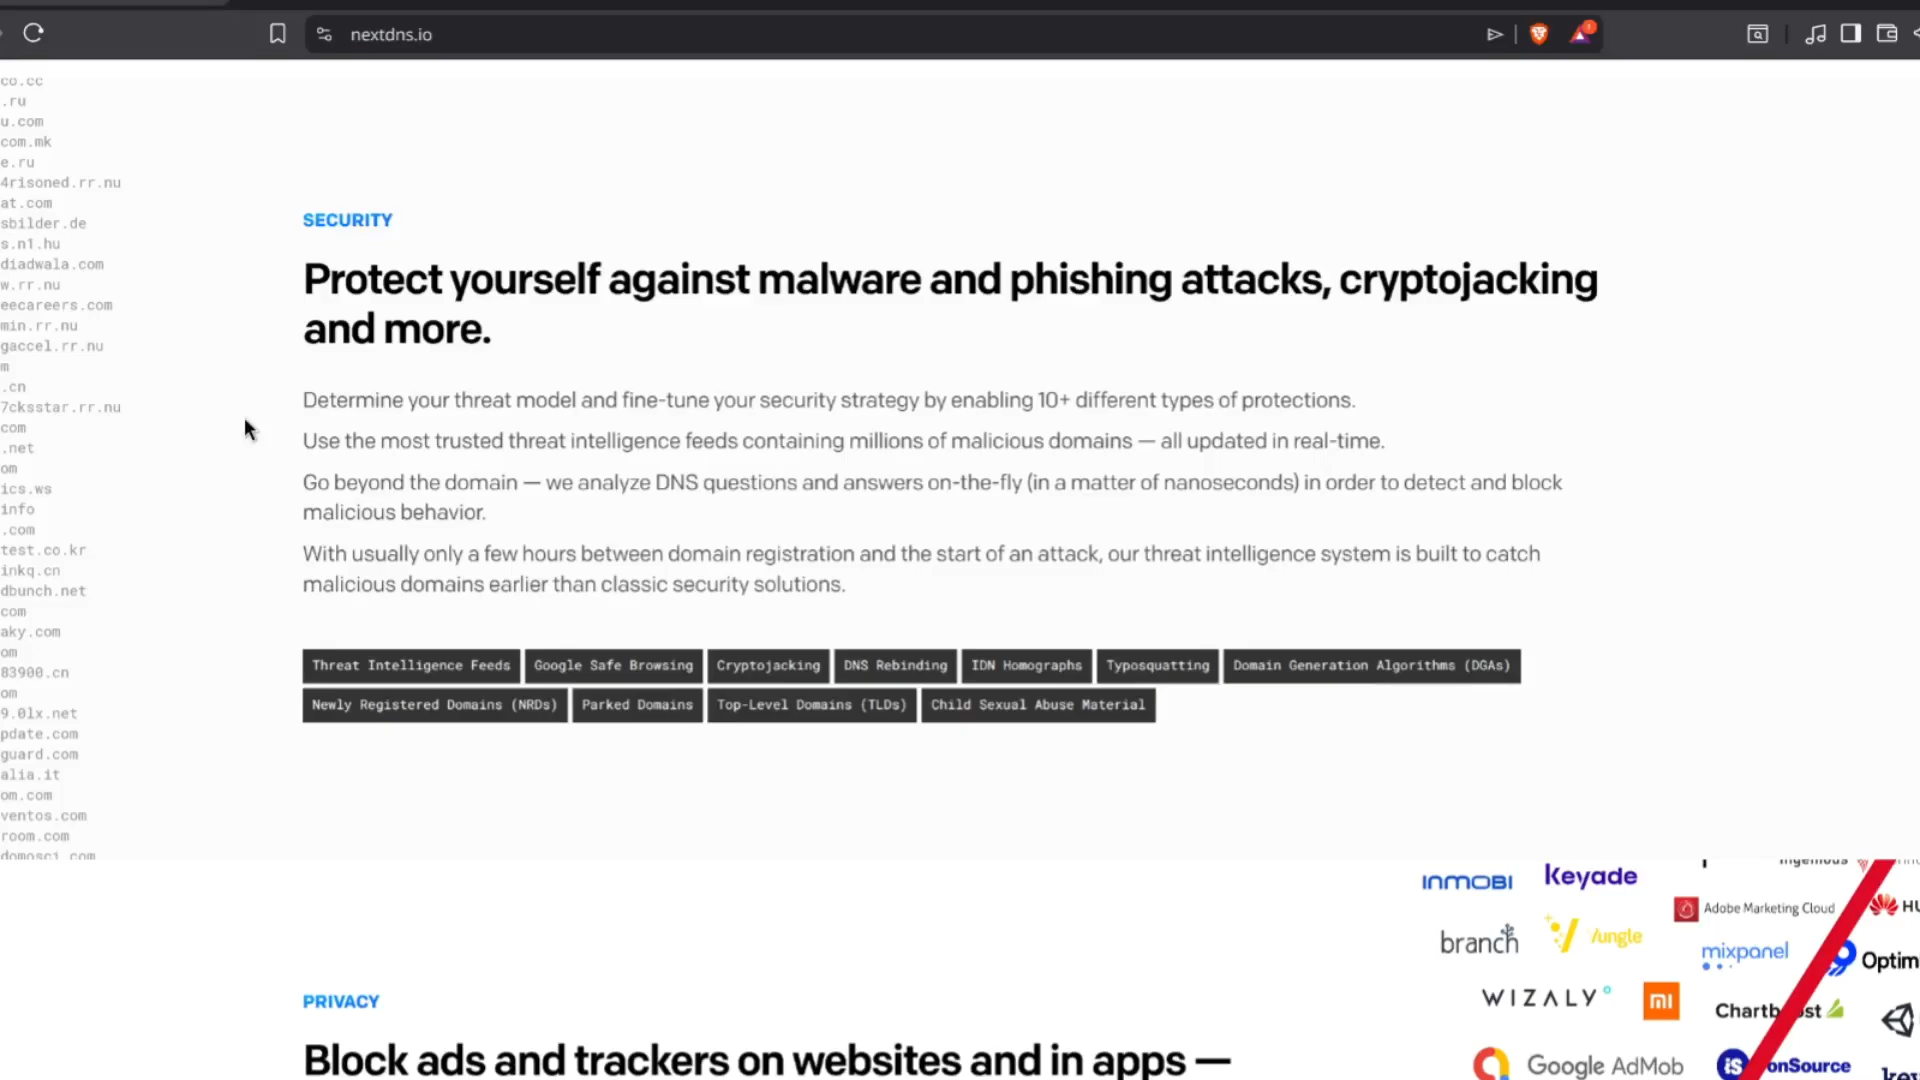 nextdns.io
co.cc
.ru
u.com
com.mk
e.ru
4risoned.rr.nu
at.com
sbilder.de
s.n1.hu
diadwala.com
w.rr.nu
eecareers.com
min.rr.nu
gaccel.rr.nu
m
.cn
7cksstar.rr.nu
com
.net
om
ics.ws
info
.com
test.co.kr
inkq.cn
dbunch.net
com
aky.com
om
83900.cn
om
9.0lx.net
pdate.com
guard.com
alia.it
om.com
ventos.com
room.com
domosci.com
SECURITY
Protect yourself against malware and phishing attacks, cryptojacking
and more.
Determine your threat model and fine-tune your security strategy by enabling 10+ different types of protections.
Use the most trusted threat intelligence feeds containing millions of malicious domains — all updated in real-time.
Go beyond the domain — we analyze DNS questions and answers on-the-fly (in a matter of nanoseconds) in order to detect and block
malicious behavior.
With usually only a few hours between domain registration and the start of an attack, our threat intelligence system is built to catch
malicious domains earlier than classic security solutions.
Threat Intelligence Feeds Google Safe Browsing Cryptojacking DNS Rebinding IDN Homographs Typosquatting Domain Generation Algorithms (DGAs)
Newly Registered Domains (NRDs) Parked Domains Top-Level Domains (TLDs) Child Sexual Abuse Material
INMOBI keyade
Adobe Marketing Cloud HU
branch Vungle
mixpanel Optim
WIZALY mi
Google AdMob is
PRIVACY
Block ads and trackers on websites and in apps —